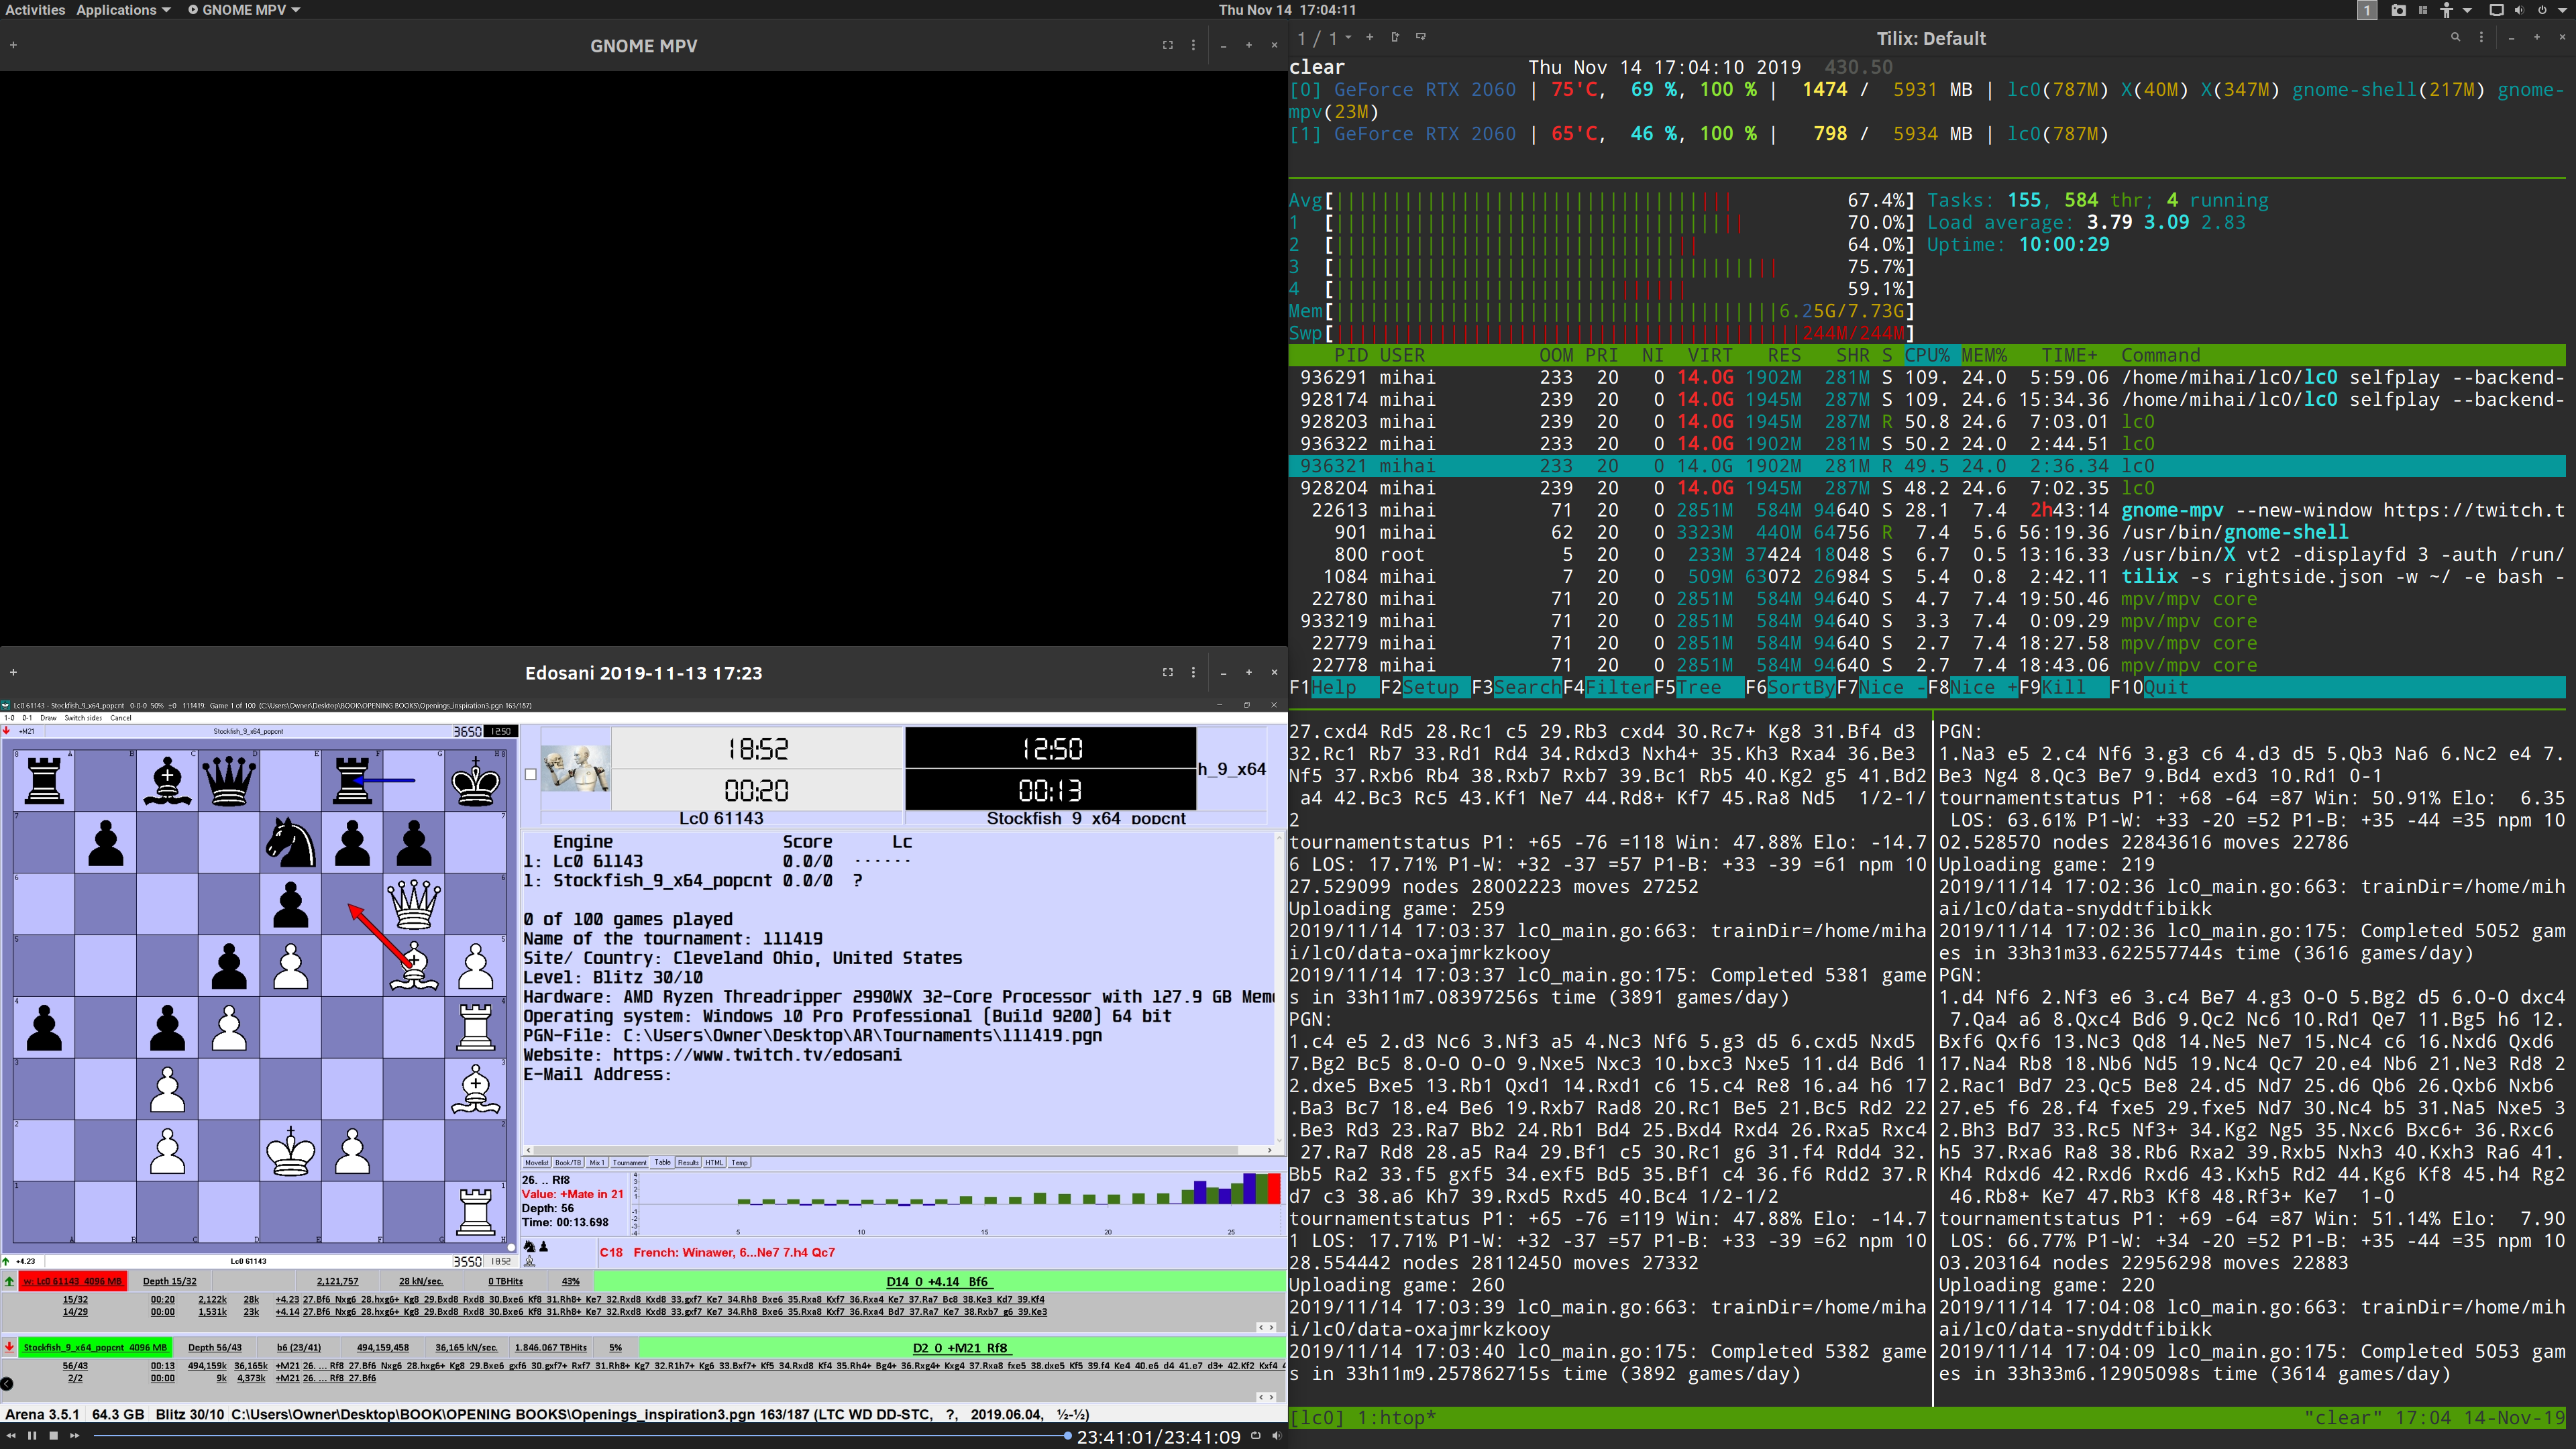 Activities Applications GNOME MPV Thu Nov 14 17:04:11 1
GNOME MPV
1 / 1 Tilix: Default
clear Thu Nov 14 17:04:10 2019 430.50
[0] GeForce RTX 2060 | 75'C, 69 %, 100 % | 1474 / 5931 MB | lc0(787M) X(40M) X(347M) gnome-shell(217M) gnome-
mpv(23M)
[1] GeForce RTX 2060 | 65'C, 46 %, 100 % | 798 / 5934 MB | lc0(787M)
Avg[ 67.4%] Tasks: 155, 584 thr; 4 running
1 [ 70.0%] Load average: 3.79 3.09 2.83
2 [ 64.0%] Uptime: 10:00:29
3 [ 75.7%]
4 [ 59.1%]
Mem[ 6.25G/7.73G]
Swp[ 244M/244M]
PID USER OOM PRI NI VIRT RES SHR S CPU% MEM% TIME+ Command
936291 mihai 233 20 0 14.0G 1902M 281M S 109. 24.0 5:59.06 /home/mihai/lc0/lc0 selfplay --backend-
928174 mihai 239 20 0 14.0G 1945M 287M S 109. 24.6 15:34.36 /home/mihai/lc0/lc0 selfplay --backend-
928203 mihai 239 20 0 14.0G 1945M 287M R 50.8 24.6 7:03.01 lc0
936322 mihai 233 20 0 14.0G 1902M 281M S 50.2 24.0 2:44.51 lc0
936321 mihai 233 20 0 14.0G 1902M 281M R 49.5 24.0 2:36.34 lc0
928204 mihai 239 20 0 14.0G 1945M 287M S 48.2 24.6 7:02.35 lc0
22613 mihai 71 20 0 2851M 584M 94640 S 28.1 7.4 2h43:14 gnome-mpv --new-window https://twitch.t
901 mihai 62 20 0 3323M 440M 64756 R 7.4 5.6 56:19.36 /usr/bin/gnome-shell
800 root 5 20 0 233M 37424 18048 S 6.7 0.5 13:16.33 /usr/bin/X vt2 -displayfd 3 -auth /run/
1084 mihai 7 20 0 509M 63072 26984 S 5.4 0.8 2:42.11 tilix -s rightside.json -w ~/ -e bash -
22780 mihai 71 20 0 2851M 584M 94640 S 4.7 7.4 19:50.46 mpv/mpv core
933219 mihai 71 20 0 2851M 584M 94640 S 3.3 7.4 0:09.29 mpv/mpv core
22779 mihai 71 20 0 2851M 584M 94640 S 2.7 7.4 18:27.58 mpv/mpv core
22778 mihai 71 20 0 2851M 584M 94640 S 2.7 7.4 18:43.06 mpv/mpv core
F1Help F2Setup F3SearchF4FilterF5Tree F6SortByF7Nice -F8Nice +F9Kill F10Quit
27.cxd4 Rd5 28.Rc1 c5 29.Rb3 cxd4 30.Rc7+ Kg8 31.Bf4 d3
32.Rc1 Rb7 33.Rd1 Rd4 34.Rdxd3 Nxh4+ 35.Kh3 Rxa4 36.Be3
Nf5 37.Rxb6 Rb4 38.Rxb7 Rxb7 39.Bc1 Rb5 40.Kg2 g5 41.Bd2
a4 42.Bc3 Rc5 43.Kf1 Ne7 44.Rd8+ Kf7 45.Ra8 Nd5 1/2-1/
2
tournamentstatus P1: +65 -76 =118 Win: 47.88% Elo: -14.7
6 LOS: 17.71% P1-W: +32 -37 =57 P1-B: +33 -39 =61 npm 10
27.529099 nodes 28002223 moves 27252
Uploading game: 259
2019/11/14 17:03:37 lc0_main.go:663: trainDir=/home/miha
i/lc0/data-oxajmrkzkooy
2019/11/14 17:03:37 lc0_main.go:175: Completed 5381 game
s in 33h11m7.08397256s time (3891 games/day)
PGN:
1.c4 e5 2.d3 Nc6 3.Nf3 a5 4.Nc3 Nf6 5.g3 d5 6.cxd5 Nxd5
7.Bg2 Bc5 8.O-O O-O 9.Nxe5 Nxc3 10.bxc3 Nxe5 11.d4 Bd6 1
2.dxe5 Bxe5 13.Rb1 Qxd1 14.Rxd1 c6 15.c4 Re8 16.a4 h6 17
.Ba3 Bc7 18.e4 Be6 19.Rxb7 Rad8 20.Rc1 Be5 21.Bc5 Rd2 22
.Be3 Rd3 23.Ra7 Bb2 24.Rb1 Bd4 25.Bxd4 Rxd4 26.Rxa5 Rxc4
27.Ra7 Rd8 28.a5 Ra4 29.Bf1 c5 30.Rc1 g6 31.f4 Rdd4 32.
Bb5 Ra2 33.f5 gxf5 34.exf5 Bd5 35.Bf1 c4 36.f6 Rdd2 37.R
d7 c3 38.a6 Kh7 39.Rxd5 Rxd5 40.Bc4 1/2-1/2
tournamentstatus P1: +65 -76 =119 Win: 47.88% Elo: -14.7
1 LOS: 17.71% P1-W: +32 -37 =57 P1-B: +33 -39 =62 npm 10
28.554442 nodes 28112450 moves 27332
Uploading game: 260
2019/11/14 17:03:39 lc0_main.go:663: trainDir=/home/miha
i/lc0/data-oxajmrkzkooy
2019/11/14 17:03:40 lc0_main.go:175: Completed 5382 game
s in 33h11m9.257862715s time (3892 games/day)
PGN:
1.Na3 e5 2.c4 Nf6 3.g3 c6 4.d3 d5 5.Qb3 Na6 6.Nc2 e4 7.
Be3 Ng4 8.Qc3 Be7 9.Bd4 exd3 10.Rd1 0-1
tournamentstatus P1: +68 -64 =87 Win: 50.91% Elo: 6.35
LOS: 63.61% P1-W: +33 -20 =52 P1-B: +35 -44 =35 npm 10
02.528570 nodes 22843616 moves 22786
Uploading game: 219
2019/11/14 17:02:36 lc0_main.go:663: trainDir=/home/mih
ai/lc0/data-snyddtfibikk
2019/11/14 17:02:36 lc0_main.go:175: Completed 5052 gam
es in 33h31m33.622557744s time (3616 games/day)
PGN:
1.d4 Nf6 2.Nf3 e6 3.c4 Be7 4.g3 O-O 5.Bg2 d5 6.O-O dxc4
7.Qa4 a6 8.Qxc4 Bd6 9.Qc2 Nc6 10.Rd1 Qe7 11.Bg5 h6 12.
Bxf6 Qxf6 13.Nc3 Qd8 14.Ne5 Ne7 15.Nc4 c6 16.Nxd6 Qxd6
17.Na4 Rb8 18.Nb6 Nd5 19.Nc4 Qc7 20.e4 Nb6 21.Ne3 Rd8 2
2.Rac1 Bd7 23.Qc5 Be8 24.d5 Nd7 25.d6 Qb6 26.Qxb6 Nxb6
27.e5 f6 28.f4 fxe5 29.fxe5 Nd7 30.Nc4 b5 31.Na5 Nxe5 3
2.Bh3 Bd7 33.Rc5 Nf3+ 34.Kg2 Ng5 35.Nxc6 Bxc6+ 36.Rxc6
h5 37.Rxa6 Ra8 38.Rb6 Rxa2 39.Rxb5 Nxh3 40.Kxh3 Ra6 41.
Kh4 Rdxd6 42.Rxd6 Rxd6 43.Kxh5 Rd2 44.Kg6 Kf8 45.h4 Rg2
46.Rb8+ Ke7 47.Rb3 Kf8 48.Rf3+ Ke7 1-0
tournamentstatus P1: +69 -64 =87 Win: 51.14% Elo: 7.90
LOS: 66.77% P1-W: +34 -20 =52 P1-B: +35 -44 =35 npm 10
03.203164 nodes 22956298 moves 22883
Uploading game: 220
2019/11/14 17:04:08 lc0_main.go:663: trainDir=/home/mih
ai/lc0/data-snyddtfibikk
2019/11/14 17:04:09 lc0_main.go:175: Completed 5053 gam
es in 33h33m6.12905098s time (3614 games/day)
[lc0] 1:htop* "clear" 17:04 14-Nov-19
Edosani 2019-11-13 17:23
Lc0 61143 - Stockfish_9_x64_popcnt 0-0-0 50% ±0 111419: Game 1 of 100 (C:\Users\Owner\Desktop\BOOK\OPENING BOOKS\Openings_inspiration3.pgn 163/187)
1-0 0-1 Draw Switch sides Cancel
+M21 Stockfish_9_x64_popcnt 3650 12:50
18:52 12:50
h_9_x64
00:20 00:13
Lc0 61143 Stockfish_9_x64_popcnt
Engine Score Lc
1: Lc0 61143 0.0/0 ······
1: Stockfish_9_x64_popcnt 0.0/0 ?
0 of 100 games played
Name of the tournament: 111419
Site/ Country: Cleveland Ohio, United States
Level: Blitz 30/10
Hardware: AMD Ryzen Threadripper 2990WX 32-Core Processor with 127.9 GB Mem
Operating system: Windows 10 Pro Professional (Build 9200) 64 bit
PGN-File: C:\Users\Owner\Desktop\AR\Tournaments\111419.pgn
Website: https://www.twitch.tv/edosani
E-Mail Address:
Movelist Book/TB Mix 1 Tournament Table Results HTML Temp
26. .. Rf8
Value: +Mate in 21
Depth: 56
Time: 00:13.698
5 10 15 20 25
C18 French: Winawer, 6...Ne7 7.h4 Qc7
+4.23 Lc0 61143 3550 18:52
w: Lc0 61143 4096 MB Depth 15/32 2,121,757 28 kN/sec. 0 TBHits 43% D14 0 +4.14 Bf6
15/32 00:20 2,122k 28k +4.23 27.Bf6 Nxg6 28.hxg6+ Kg8 29.Bxd8 Rxd8 30.Bxe6 Kf8 31.Rh8+ Ke7 32.Rxd8 Kxd8 33.gxf7 Ke7 34.Rh8 Bxe6 35.Rxa8 Kxf7 36.Rxa4 Ke7 37.Ra7 Bc8 38.Ke3 Kd7 39.Kf4
14/29 00:00 1,531k 23k +4.14 27.Bf6 Nxg6 28.hxg6+ Kg8 29.Bxd8 Rxd8 30.Bxe6 Kf8 31.Rh8+ Ke7 32.Rxd8 Kxd8 33.gxf7 Ke7 34.Rh8 Bxe6 35.Rxa8 Kxf7 36.Rxa4 Bd7 37.Ra7 Ke7 38.Rxb7 g6 39.Ke3
Stockfish_9_x64_popcnt 4096 MB Depth 56/43 b6 (23/41) 494,159,458 36,165 kN/sec. 1.846.067 TBHits 5% D2 0 +M21 Rf8
56/43 00:13 494,159k 36,165k +M21 26. ... Rf8 27.Bf6 Nxg6 28.hxg6+ Kg8 29.Bxe6 gxf6 30.gxf7+ Rxf7 31.Rh8+ Kg7 32.R1h7+ Kg6 33.Bxf7+ Kf5 34.Rxd8 Kf4 35.Rh4+ Bg4+ 36.Rxg4+ Kxg4 37.Rxa8 fxe5 38.dxe5 Kf5 39.f4 Ke4 40.e6 d4 41.e7 d3+ 42.Kf2 Kxf4
2/2 00:00 9k 4,373k +M21 26. ... Rf8 27.Bf6
Arena 3.5.1 64.3 GB Blitz 30/10 C:\Users\Owner\Desktop\BOOK\OPENING BOOKS\Openings_inspiration3.pgn 163/187 (LTC WD DD-STC, ?, 2019.06.04, ½-½)
23:41:01/23:41:09